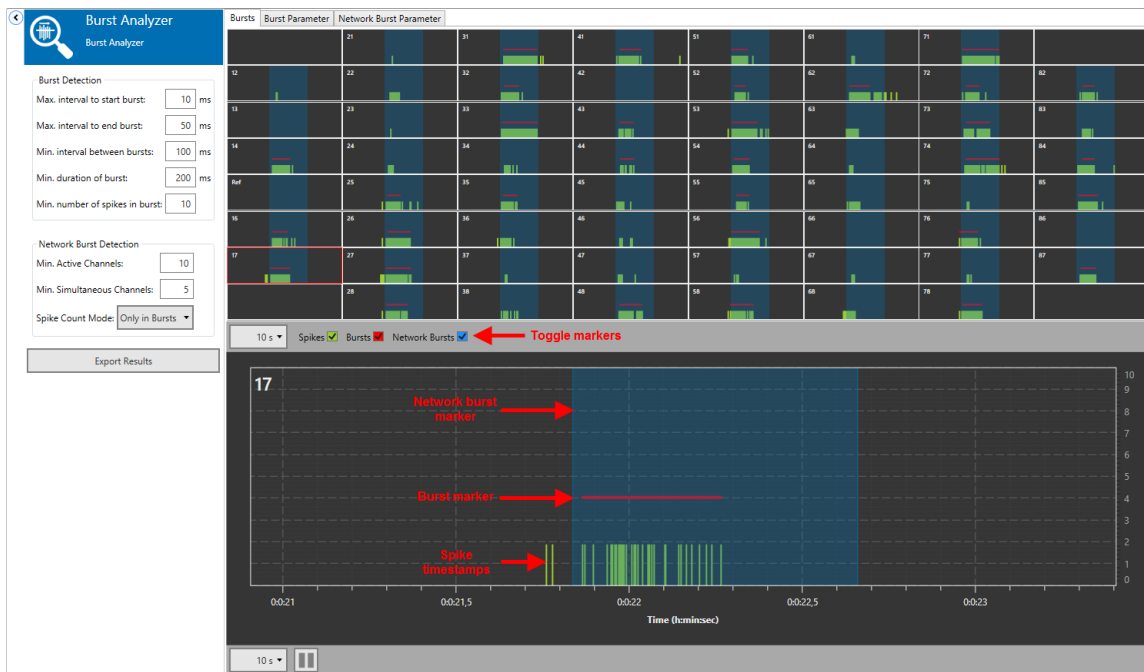 Burst Analyzer
Burst Analyzer
Burst Detection
Max. interval to start burst: 10 ms
Max. interval to end burst: 50 ms
Min. interval between bursts: 100 ms
Min. duration of burst: 200 ms
Min. number of spikes in burst: 10
Network Burst Detection
Min. Active Channels: 10
Min. Simultaneous Channels: 5
Spike Count Mode: Only in Bursts
Export Results
Bursts Burst Parameter Network Burst Parameter
21 31 41 51 61 71
12 22 32 42 52 62 72 82
13 23 33 43 53 63 73 83
14 24 34 44 54 64 74 84
Ref 25 35 45 55 65 75 85
16 26 36 46 56 66 76 86
17 27 37 47 57 67 77 87
28 38 48 58 68 78
10 s Spikes Bursts Network Bursts Toggle markers
17
Network burst
marker
Burst marker
Spike
timestamps
10
9
8
7
6
5
4
3
2
1
0
0:0:21 0:0:21,5 0:0:22 0:0:22,5 0:0:23
Time (h:min:sec)
10 s